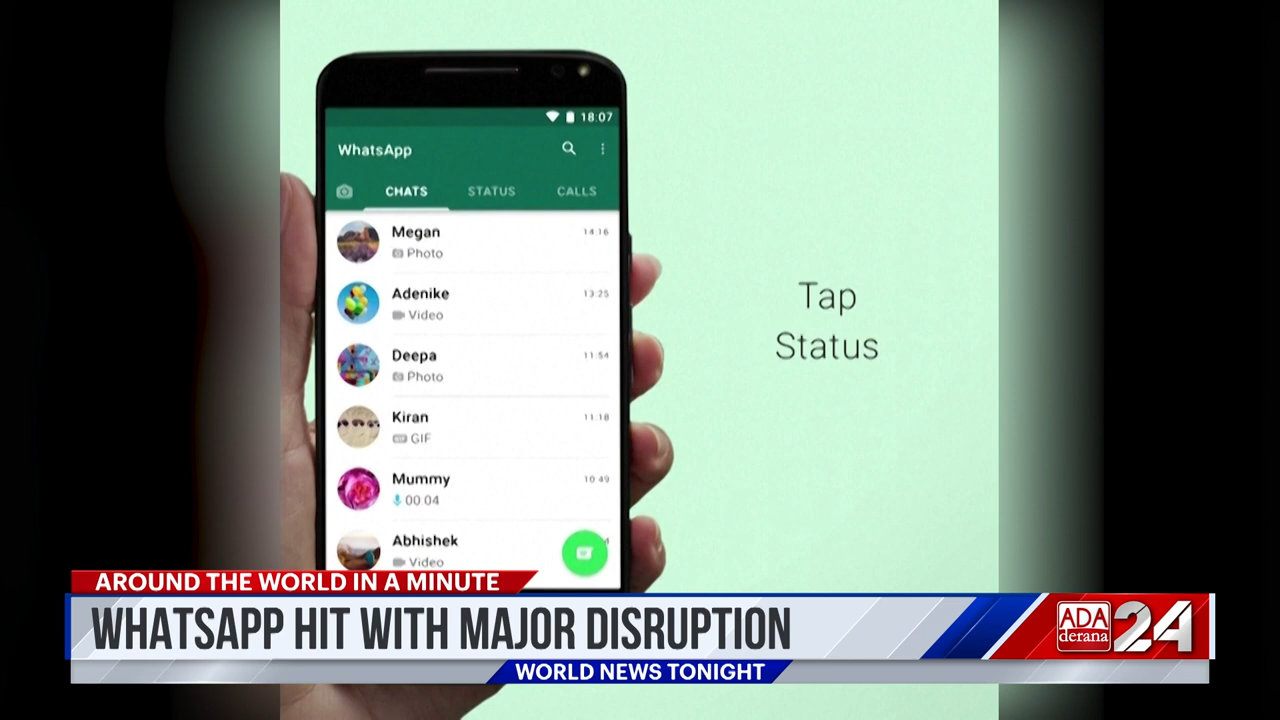 18:07
WhatsApp
CHATS STATUS CALLS
Megan 14:16
Photo
Adenike 13:25
Video
Deepa 11:54
Photo
Kiran 11:18
GIF GIF
Mummy 10:49
00:04
Abhishek
Video
Tap
Status
AROUND THE WORLD IN A MINUTE
WHATSAPP HIT WITH MAJOR DISRUPTION
ADA
derana
24
WORLD NEWS TONIGHT